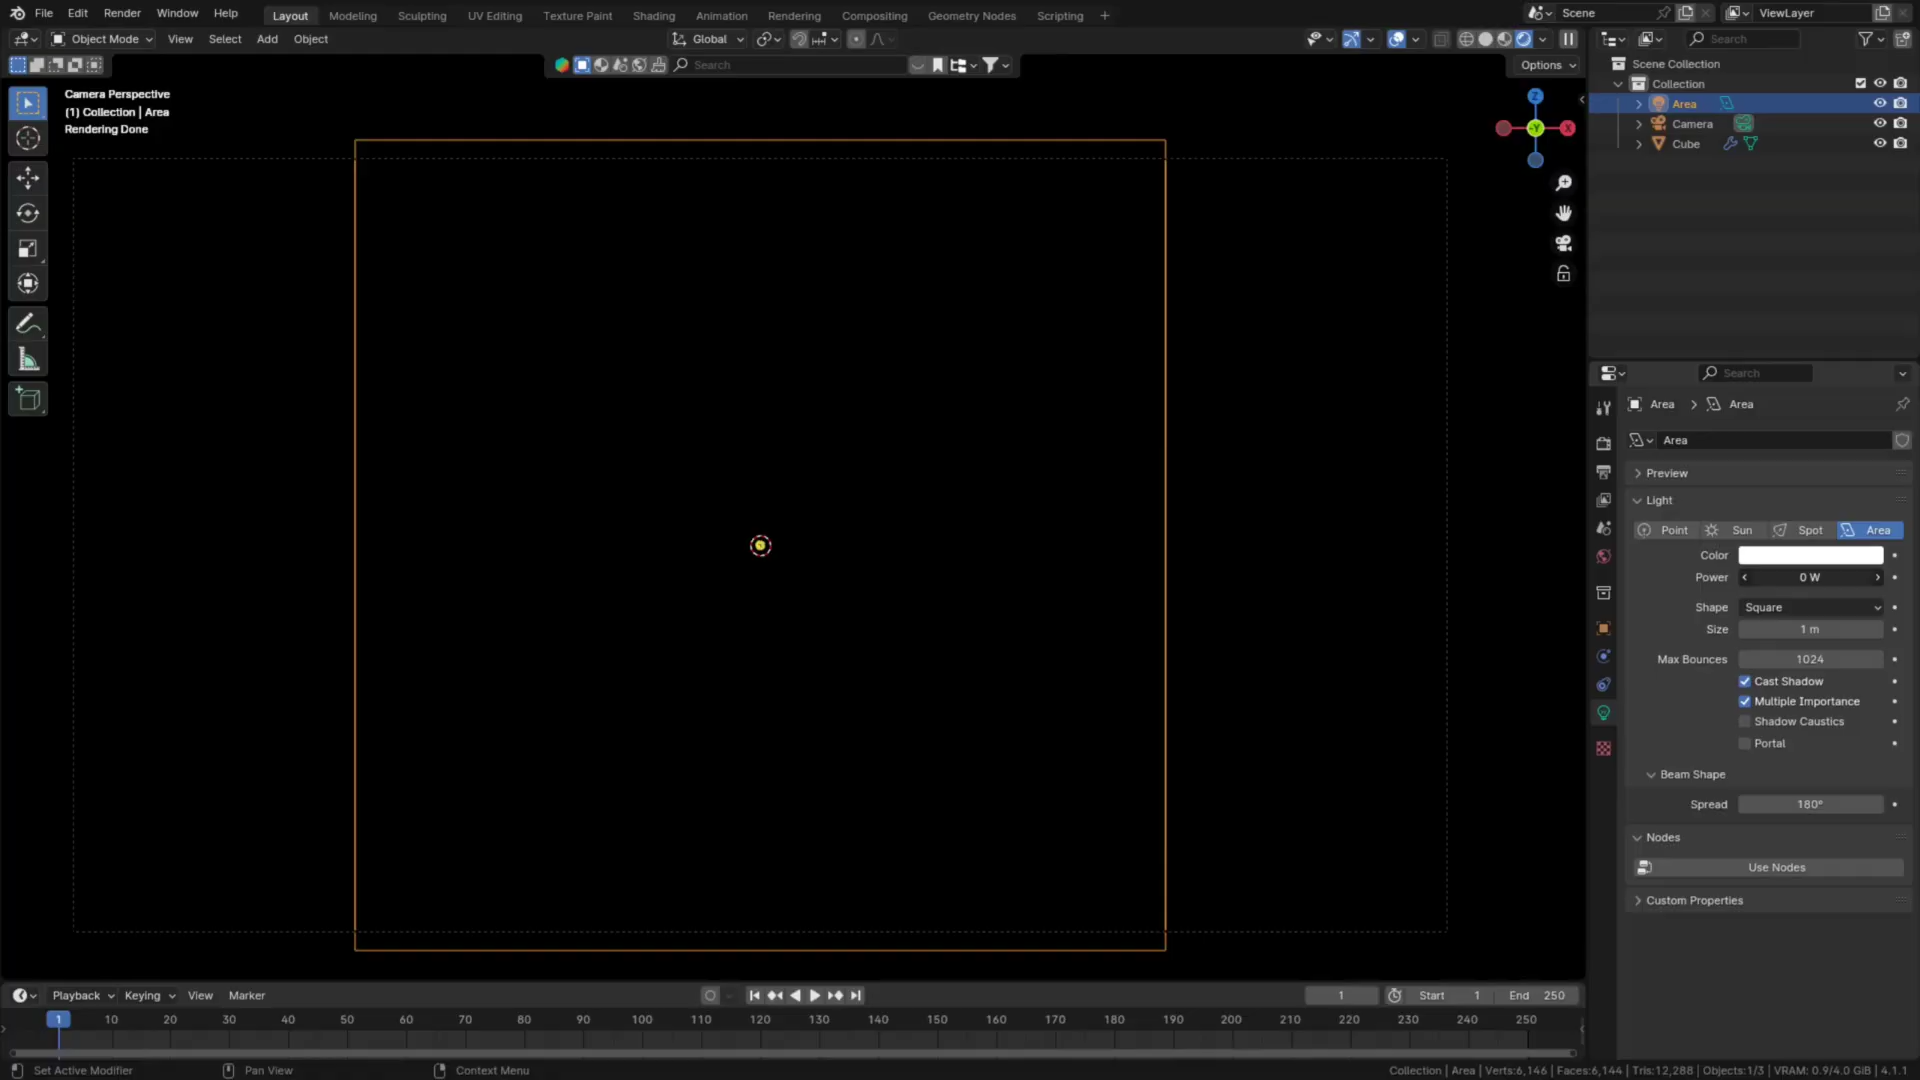 File Edit Render Window Help Layout Modeling Sculpting UV Editing Texture Paint Shading Animation Rendering Compositing Geometry Nodes Scripting + Scene ViewLayer
Object Mode View Select Add Object Global Search
Search Options
Scene Collection
Collection
Area
Camera
Cube
Camera Perspective
(1) Collection | Area
Rendering Done
Z
-Y
X
Search
Area > Area
Area
Preview
Light
Point Sun Spot Area
Color
Power 0 W
Shape Square
Size 1 m
Max Bounces 1024
Cast Shadow
Multiple Importance
Shadow Caustics
Portal
Beam Shape
Spread 180°
Nodes
Use Nodes
Custom Properties
Playback Keying View Marker 1 Start 1 End 250
1 10 20 30 40 50 60 70 80 90 100 110 120 130 140 150 160 170 180 190 200 210 220 230 240 250
Set Active Modifier Pan View Context Menu Collection | Area | Verts:6,146 | Faces:6,144 | Tris:12,288 | Objects:1/3 | VRAM: 0.9/4.0 GiB | 4.1.1